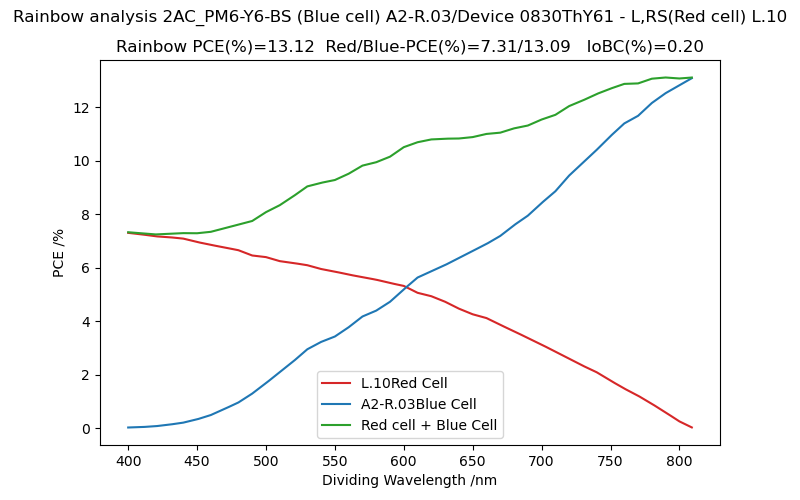 Rainbow analysis 2AC_PM6-Y6-BS (Blue cell) A2-R.03/Device 0830ThY61 - L,RS(Red cell) L.10
Rainbow PCE(%)=13.12  Red/Blue-PCE(%)=7.31/13.09   IoBC(%)=0.20
PCE /%
12
10
8
6
4
2
0
L.10Red Cell
A2-R.03Blue Cell
Red cell + Blue Cell
400 450 500 550 600 650 700 750 800
Dividing Wavelength /nm